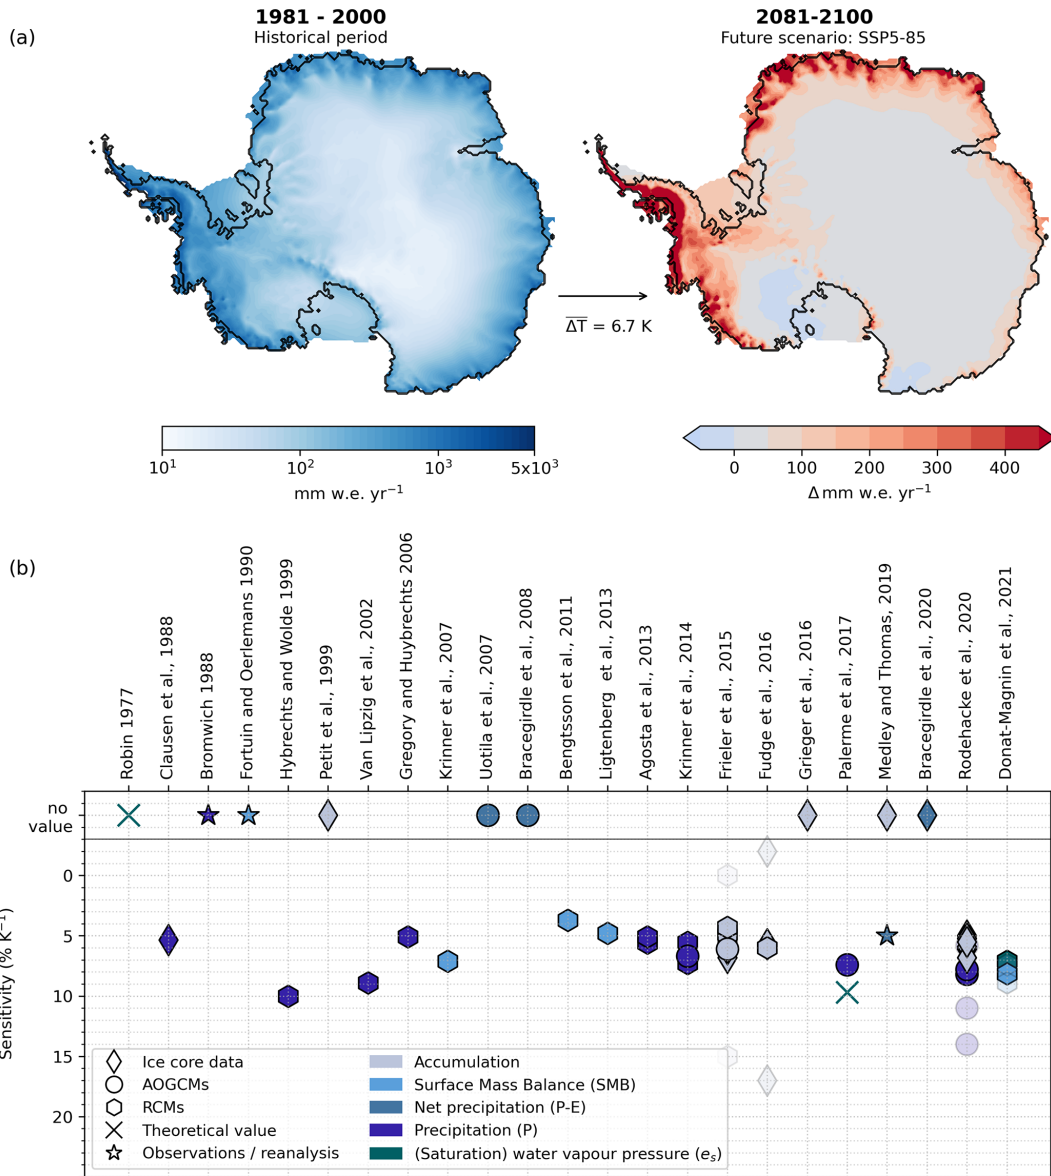 (a)
1981 - 2000
Historical period
2081-2100
Future scenario: SSP5-85
ΔT = 6.7 K
10¹ 10² 10³ 5x10³
mm w.e. yr⁻¹
0 100 200 300 400
Δ mm w.e. yr⁻¹
(b)
Robin 1977
Clausen et al., 1988
Bromwich 1988
Fortuin and Oerlemans 1990
Hybrechts and Wolde 1999
Petit et al., 1999
Van Lipzig et al., 2002
Gregory and Huybrechts 2006
Krinner et al., 2007
Uotila et al., 2007
Bracegirdle et al., 2008
Bengtsson et al., 2011
Ligtenberg et al., 2013
Agosta et al., 2013
Krinner et al., 2014
Frieler et al., 2015
Fudge et al., 2016
Grieger et al., 2016
Palerme et al., 2017
Medley and Thomas, 2019
Bracegirdle et al., 2020
Rodehacke et al., 2020
Donat-Magnin et al., 2021
no
value
0
5
10
15
20
Sensitivity (% K⁻¹)
Ice core data
AOGCMs
RCMs
Theoretical value
Observations / reanalysis
Accumulation
Surface Mass Balance (SMB)
Net precipitation (P-E)
Precipitation (P)
(Saturation) water vapour pressure (eₛ)